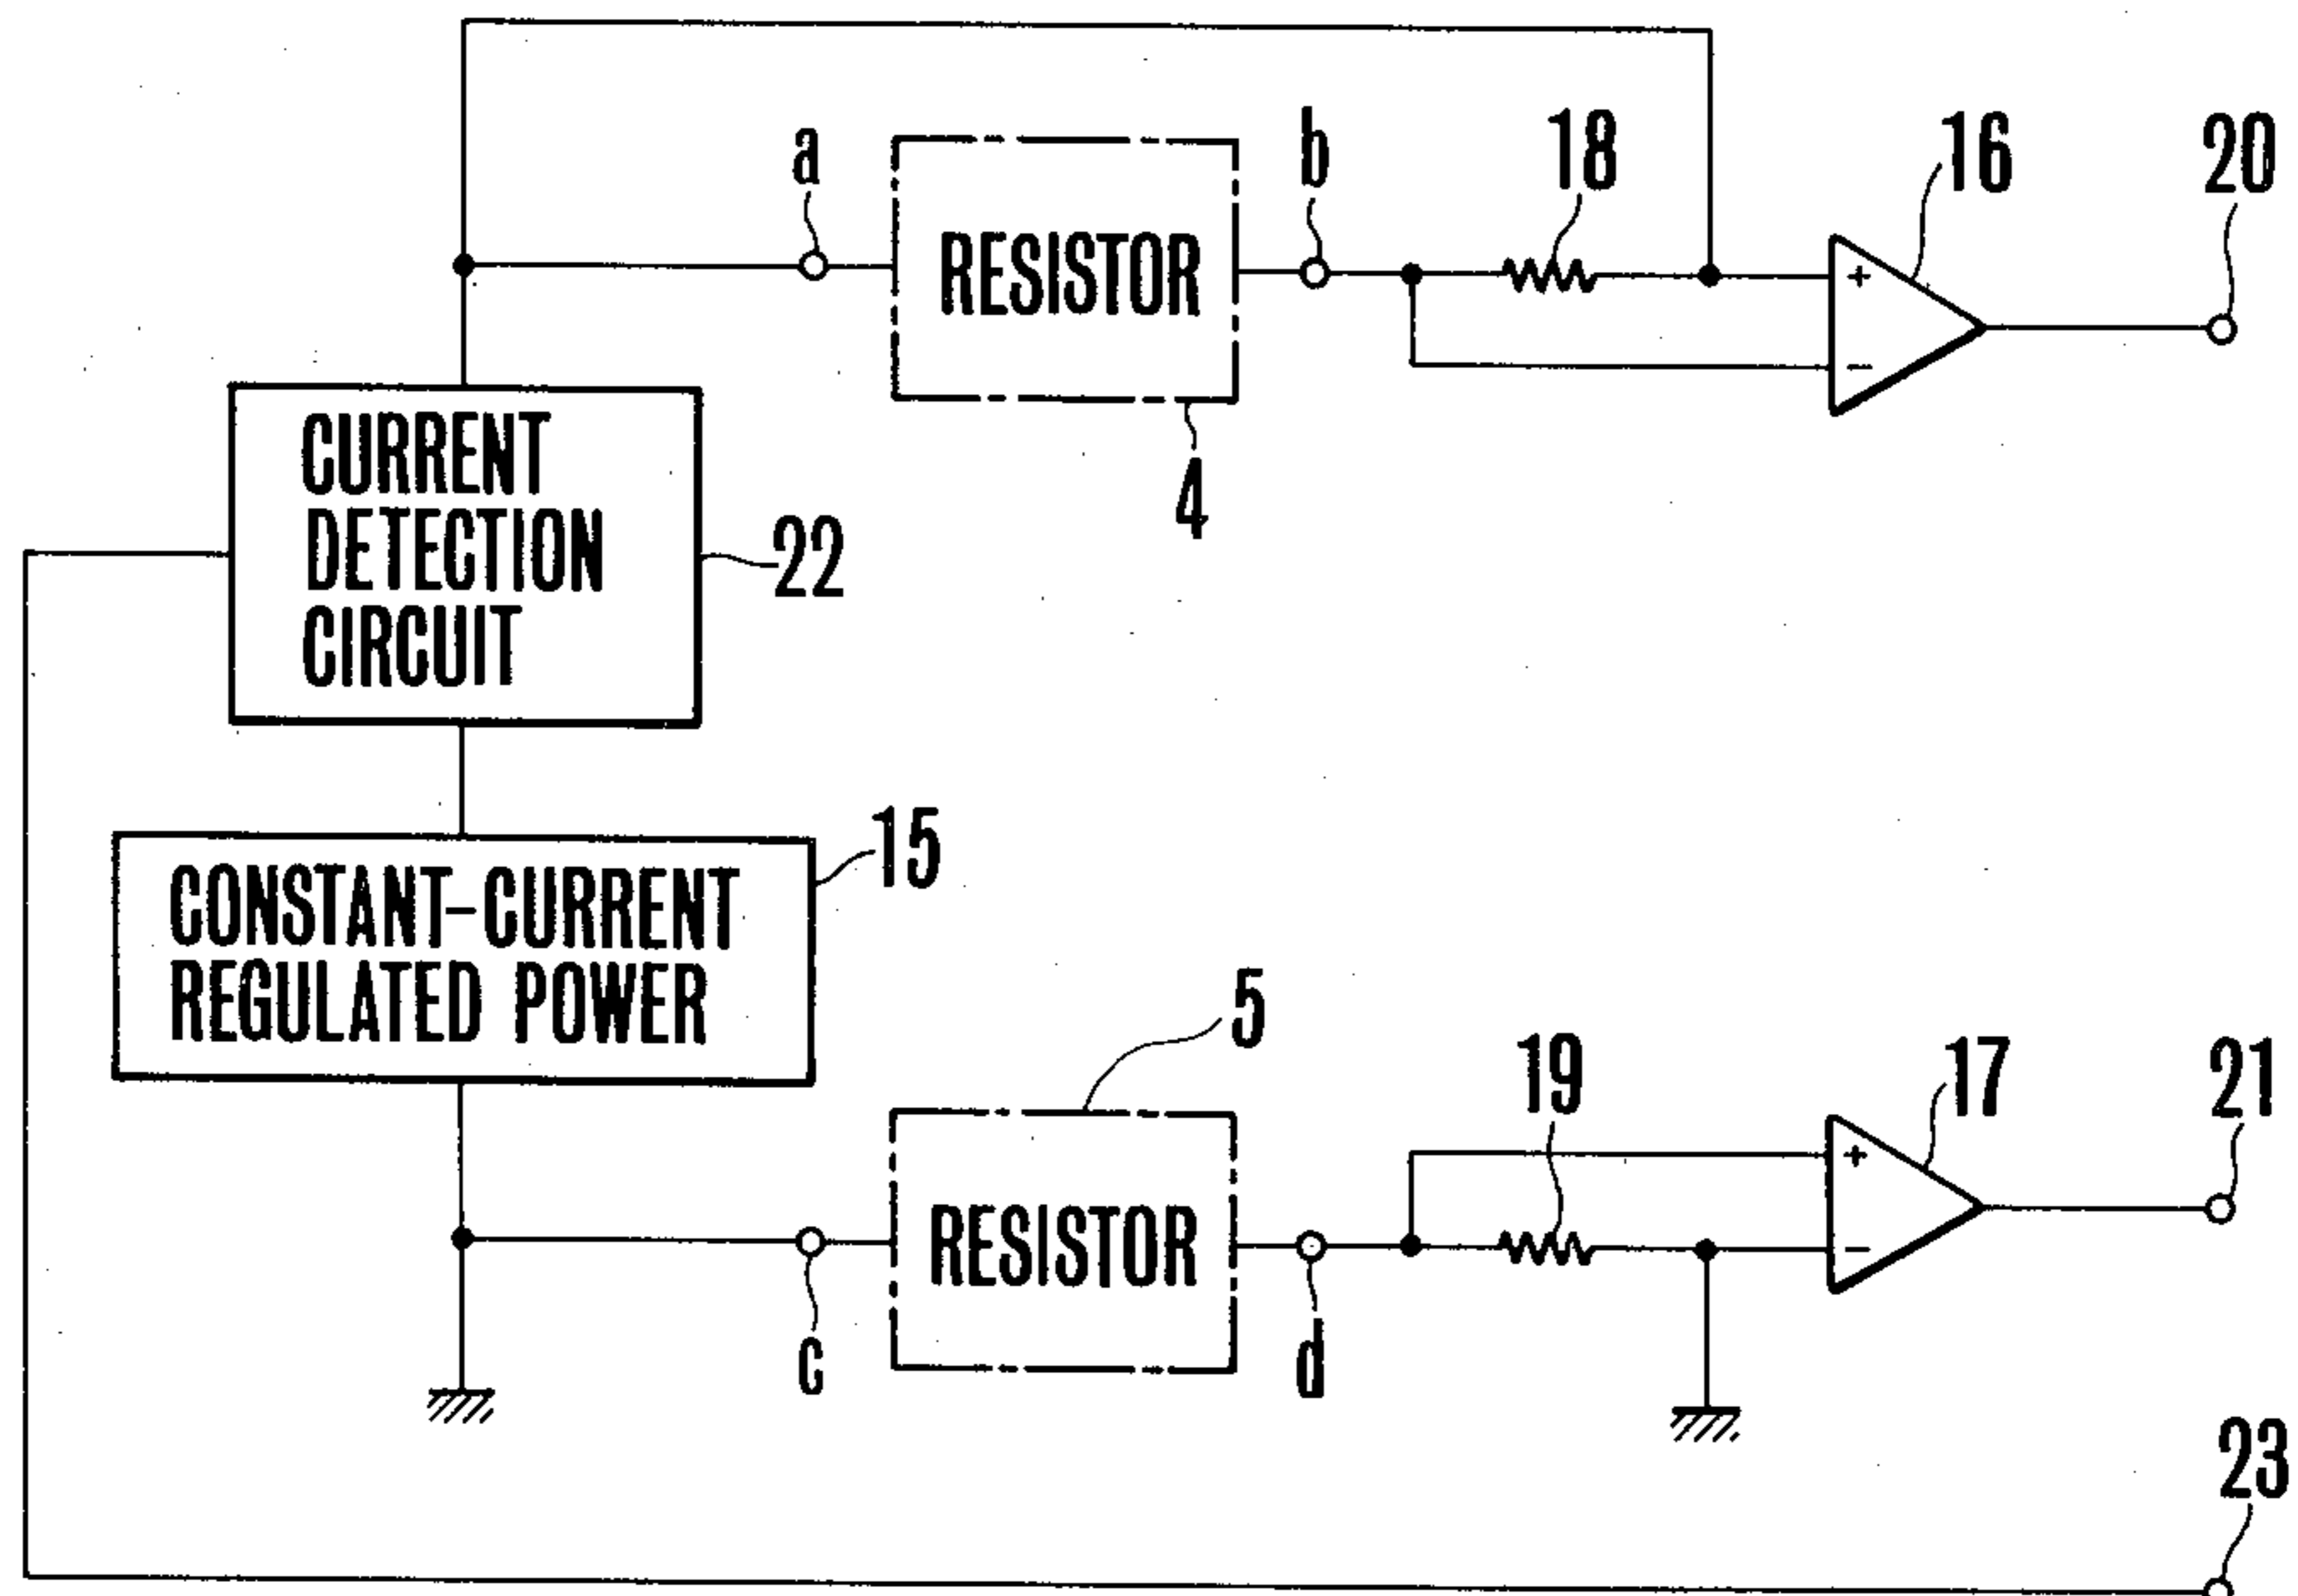 a
b
18
16
20
RESISTOR
+
−
4
CURRENT
DETECTION
CIRCUIT
22
15
CONSTANT-CURRENT
REGULATED POWER
5
19
17
21
+
RESISTOR
−
c
d
23